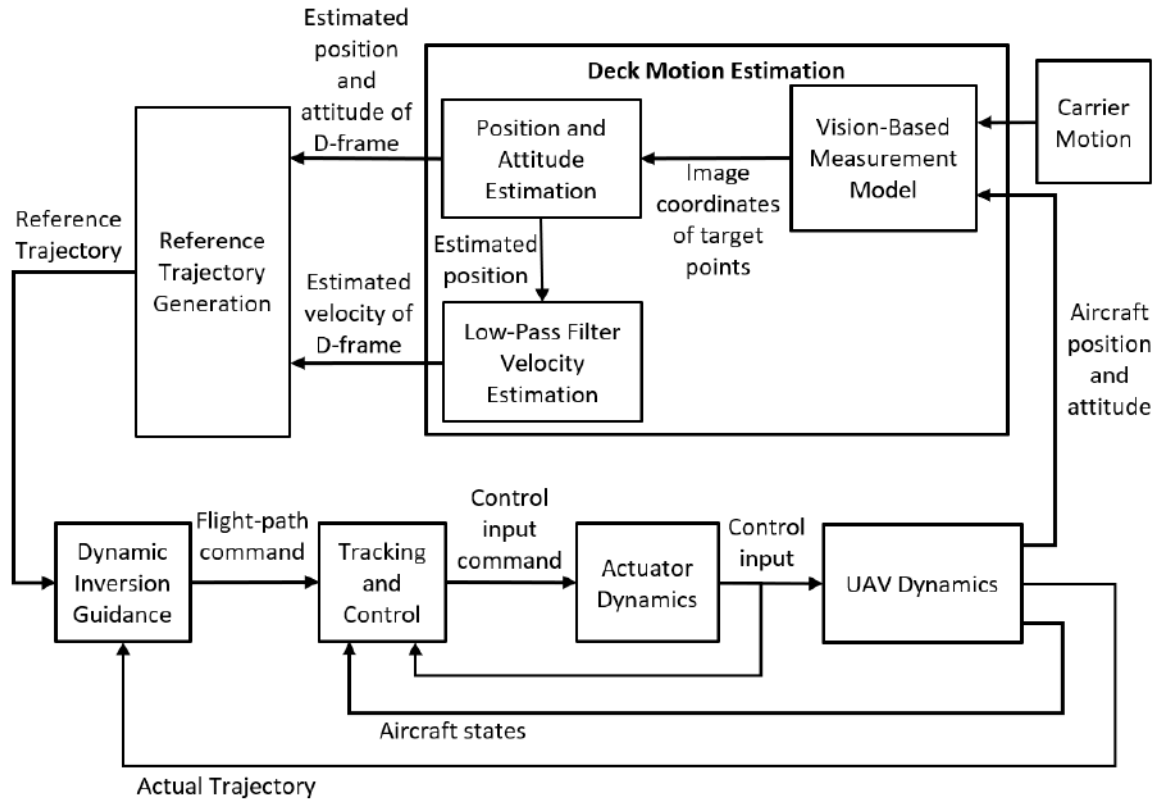 Estimated
position
and
attitude of
D-frame
Deck Motion Estimation
Position and
Attitude
Estimation
Vision-Based
Measurement
Model
Carrier
Motion
Image
coordinates
of target
points
Reference
Trajectory
Reference
Trajectory
Generation
Estimated
position
Estimated
velocity of
D-frame
Low-Pass Filter
Velocity
Estimation
Aircraft
position
and
attitude
Dynamic
Inversion
Guidance
Flight-path
command
Tracking
and
Control
Control
input
command
Actuator
Dynamics
Control
input
UAV Dynamics
Aircraft states
Actual Trajectory